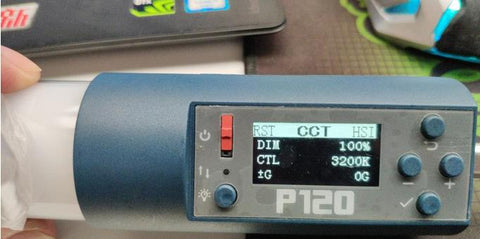 RST CCT HSI
DIM 100%
CTL 3200K
±G 0G
P120